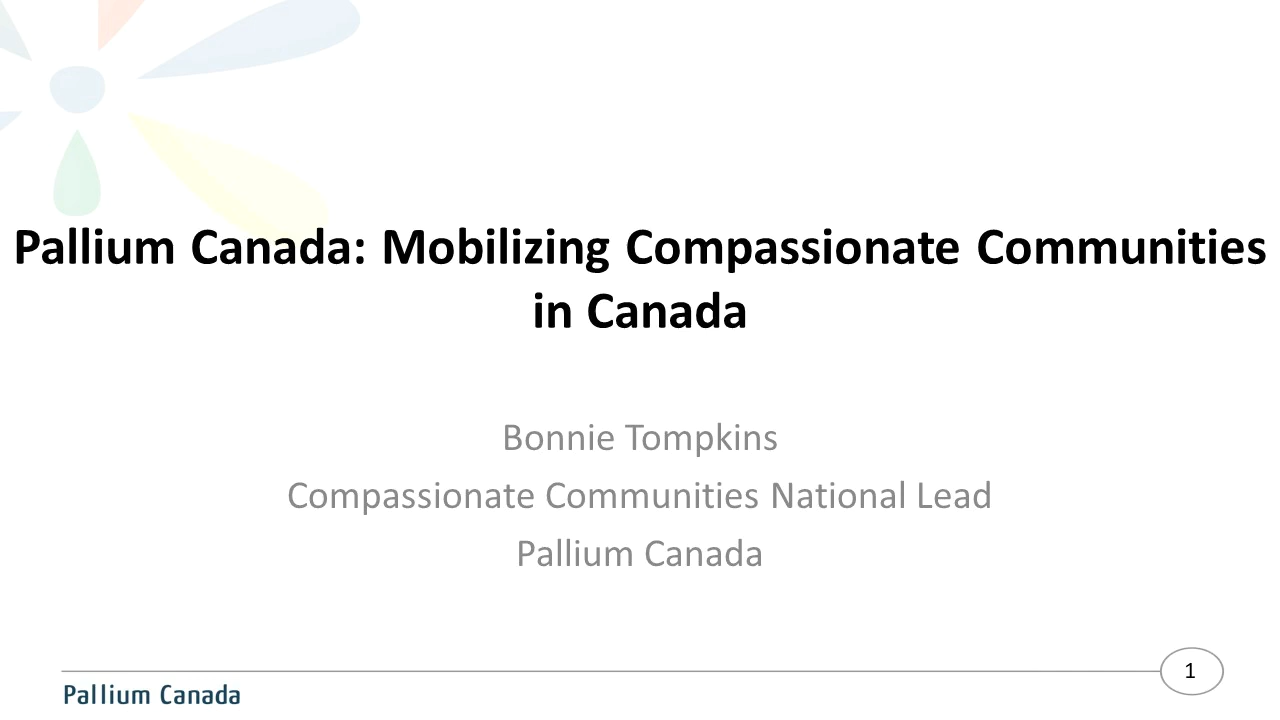 Pallium Canada: Mobilizing Compassionate Communities
in Canada
Bonnie Tompkins
Compassionate Communities National Lead
Pallium Canada
1
Pallium Canada